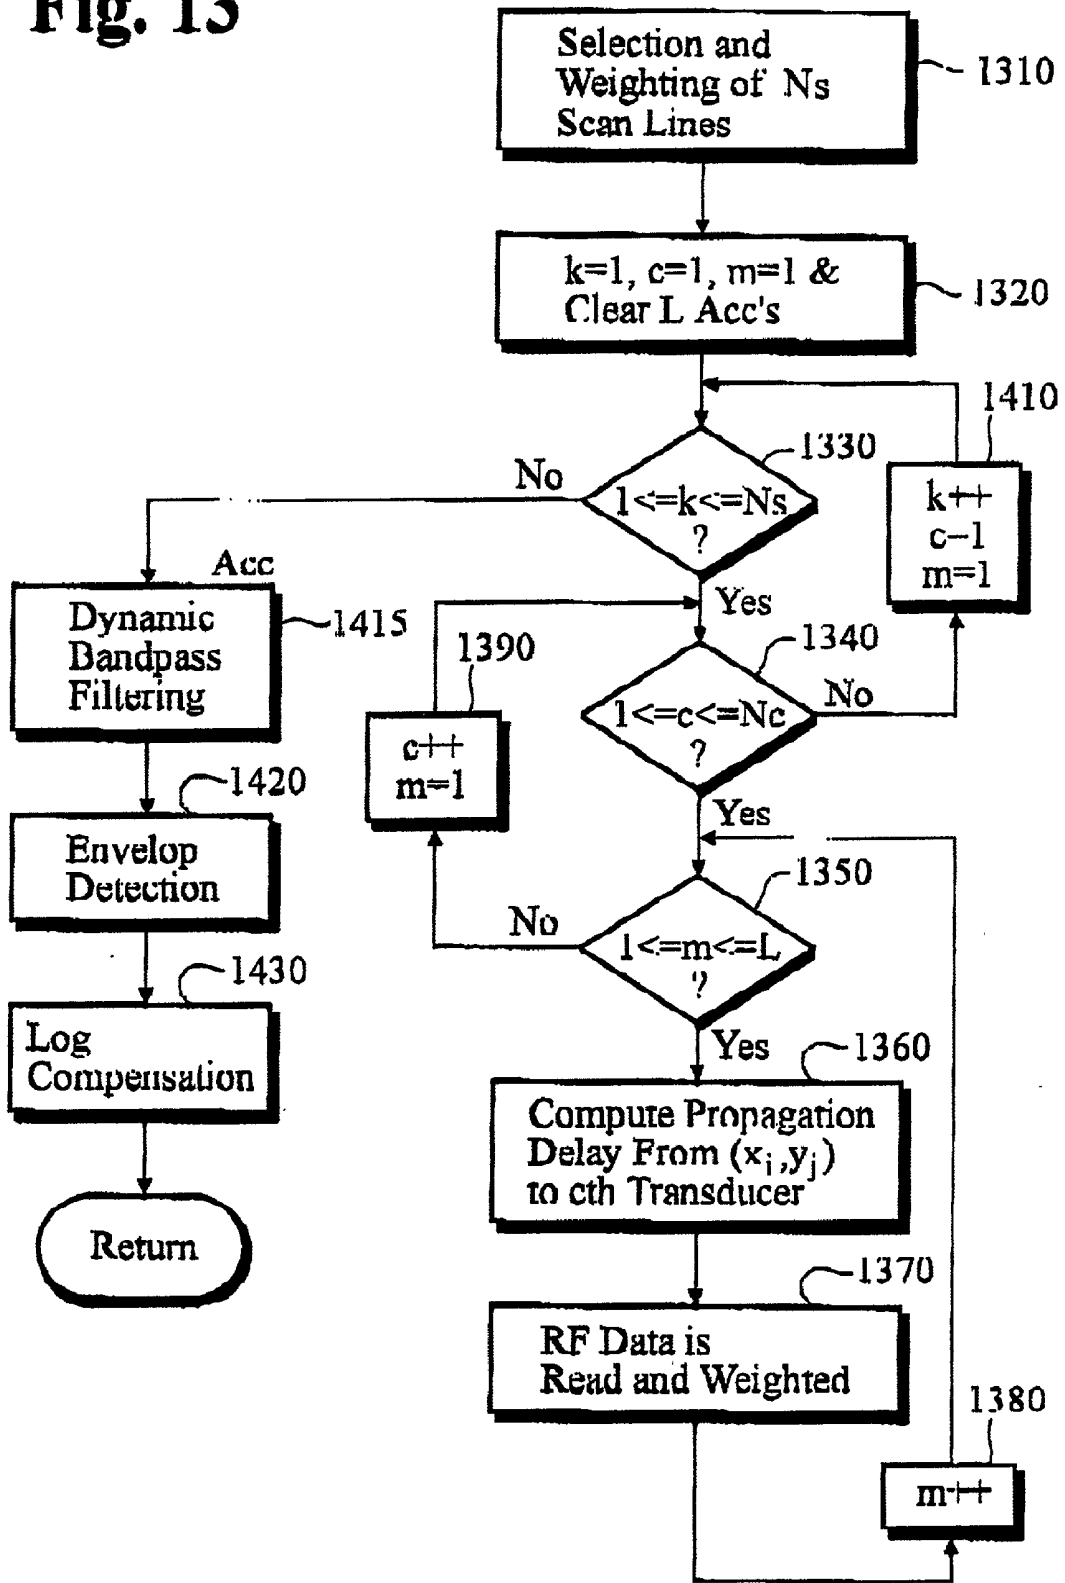 Fig. 13
Selection and
Weighting of Ns
Scan Lines
1310
k=1, c=1, m=1 &
Clear L Acc's
1320
1410
1330
No
1<=k<=Ns
?
k++
c-1
m=1
Acc
Yes
Dynamic
Bandpass
Filtering
1415
1390
1340
No
1<=c<=Nc
?
c++
m=1
1420
Yes
Envelop
Detection
1350
No
1<=m<=L
?
1430
Log
Compensation
Yes
1360
Compute Propagation
Delay From (xi,yj)
to cth Transducer
Return
1370
RF Data is
Read and Weighted
1380
m++